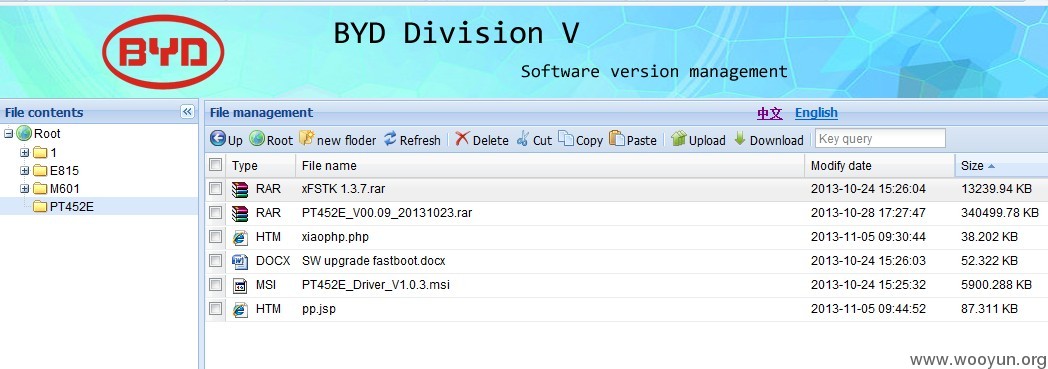 BYD
BYD Division V
Software version management
File contents
File management
中文 English
Up Root new floder Refresh Delete Cut Copy Paste Upload Download Key query
Root
1
E815
M601
PT452E
Type File name Modify date Size
RAR xFSTK 1.3.7.rar 2013-10-24 15:26:04 13239.94 KB
RAR PT452E_V00.09_20131023.rar 2013-10-28 17:27:47 340499.78 KB
HTM xiaophp.php 2013-11-05 09:30:44 38.202 KB
DOCX SW upgrade fastboot.docx 2013-10-24 15:26:03 52.322 KB
MSI PT452E_Driver_V1.0.3.msi 2013-10-24 15:25:32 5900.288 KB
HTM pp.jsp 2013-11-05 09:44:52 87.311 KB
www.wooyun.org